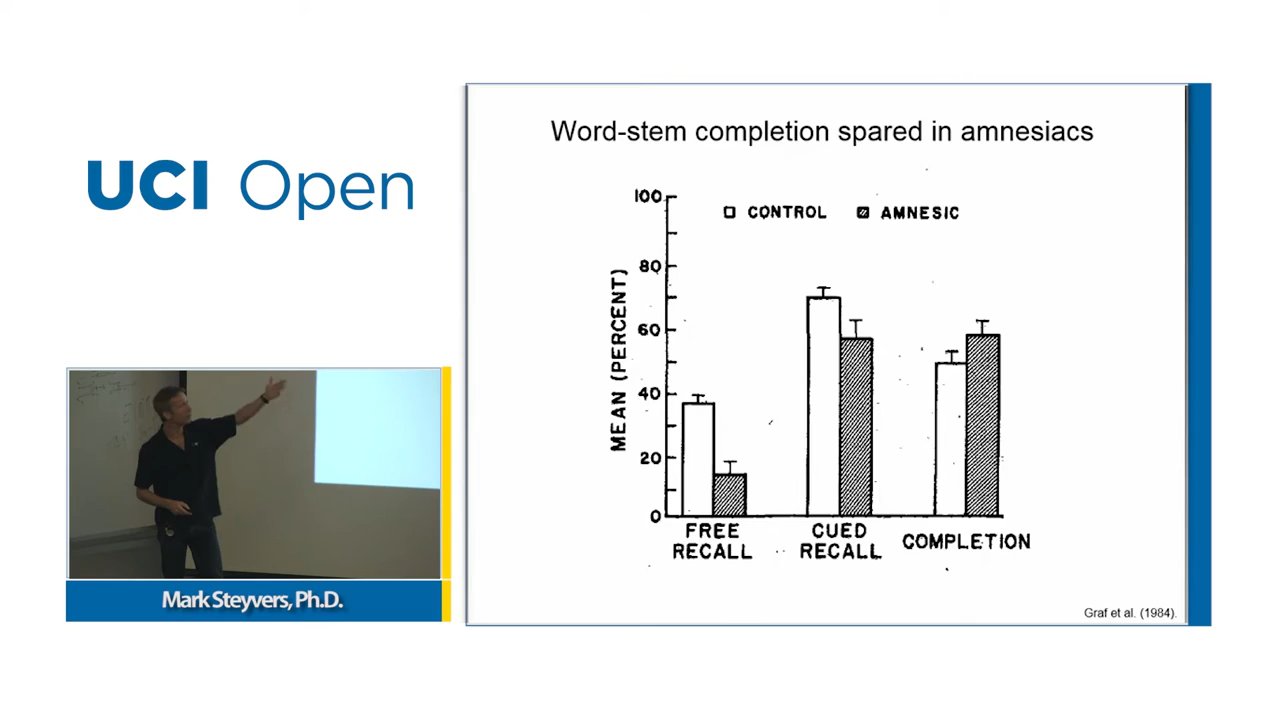 UCI Open
Word-stem completion spared in amnesiacs
100
80
60
40
20
0
MEAN (PERCENT)
CONTROL
AMNESIC
FREE
RECALL
CUED
RECALL
COMPLETION
Graf et al. (1984).
Mark Steyvers, Ph.D.